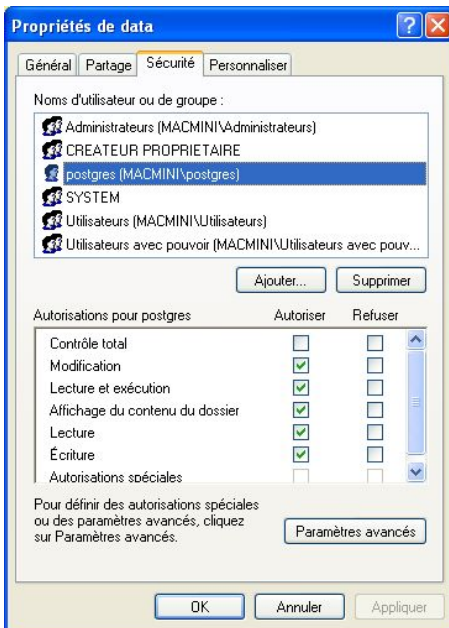 Propriétés de data
Général Partage Sécurité Personnaliser
Noms d'utilisateur ou de groupe :
Administrateurs (MACMINI\Administrateurs)
CREATEUR PROPRIETAIRE
postgres (MACMINI\postgres)
SYSTEM
Utilisateurs (MACMINI\Utilisateurs)
Utilisateurs avec pouvoir (MACMINI\Utilisateurs avec pouv...
Ajouter... Supprimer
Autorisations pour postgres Autoriser Refuser
Contrôle total
Modification
Lecture et exécution
Affichage du contenu du dossier
Lecture
Écriture
Autorisations spéciales
Pour définir des autorisations spéciales
ou des paramètres avancés, cliquez
sur Paramètres avancés.
Paramètres avancés
OK Annuler Appliquer